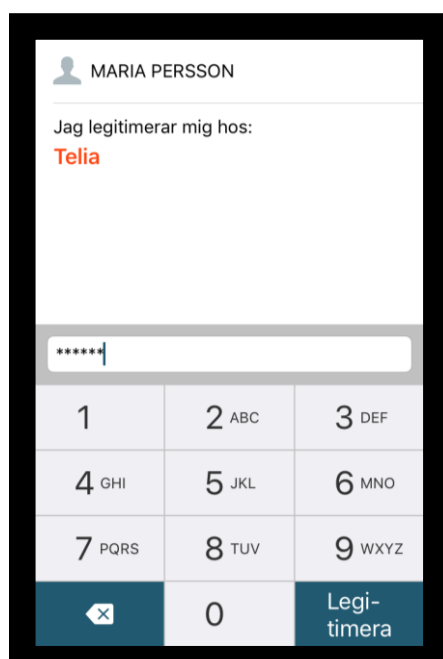 MARIA PERSSON
Jag legitimerar mig hos:
Telia
******
1 2 ABC 3 DEF
4 GHI 5 JKL 6 MNO
7 PQRS 8 TUV 9 WXYZ
0 Legi-
timera